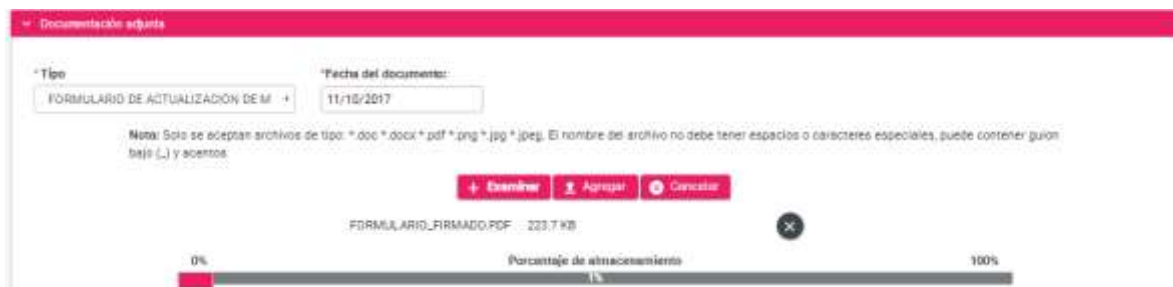 Documentación adjunta
*Tipo *Fecha del documento:
FORMULARIO DE ACTUALIZACION DE M 11/10/2017
Nota: Solo se aceptan archivos de tipo: *.doc *.docx *.pdf *.png *.jpg *.jpeg. El nombre del archivo no debe tener espacios o caracteres especiales, puede contener guion
bajo (_) y acentos
Examinar Agregar Cancelar
FORMULARIO_FIRMADO.PDF 223.7 KB
0% Porcentaje de almacenamiento 100%
1%